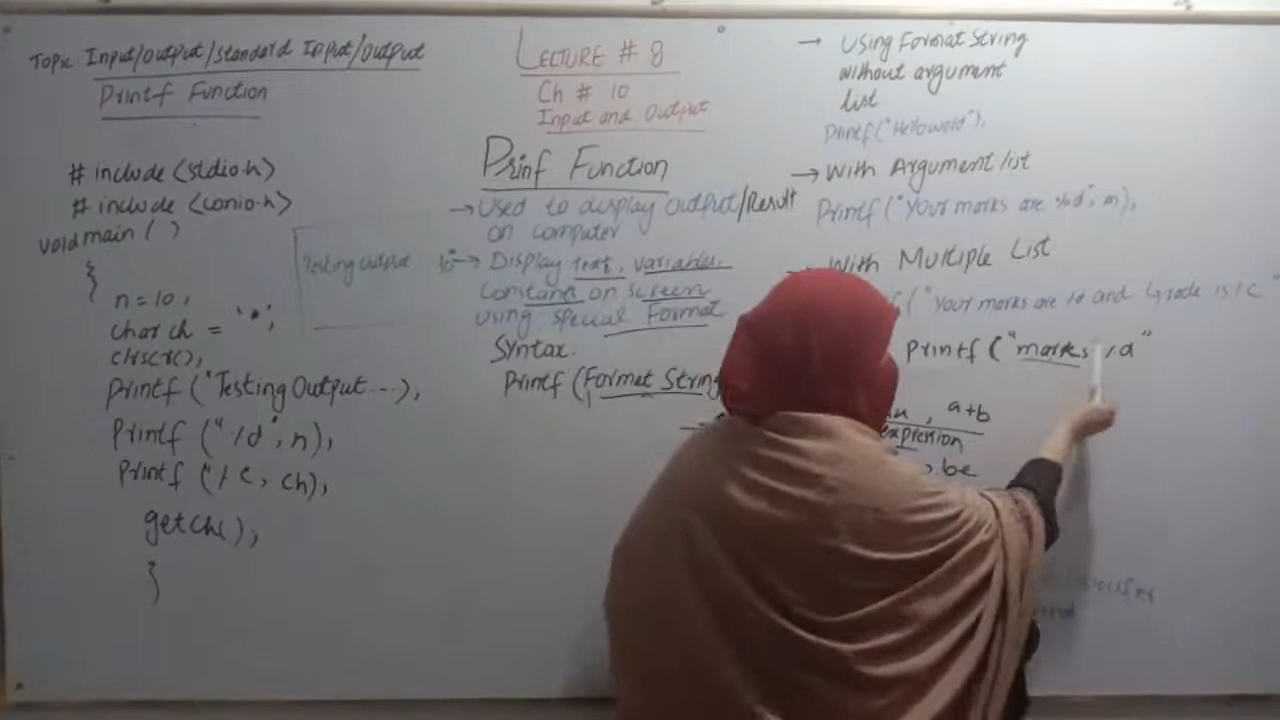 Topic Input/output/standard Input/output
Printf Function
# include <stdio.h>
# include <conio.h>
void main ( )
{
n = 10,
char ch = '*';
clrscr(),
printf ("Testing Output ...),
Printf ("%d", n),
Printf ("% c, ch),
getch(),
}
Testing output 10*
LECTURE # 8
Ch # 10
Input and Output
Prinf Function
→ Used to display output/Result
on computer
→ Display text, variables,
constants on screen
using special Format
Syntax.
Printf (Format String
→ Using Format String
without argument
list
Printf("Helloworld"),
→ With Argument list
Printf("Your marks are %d", m),
With Multiple List
("Your marks are %d and Grade is %c"
Printf ("marks %d"
, a+b
expression
, be